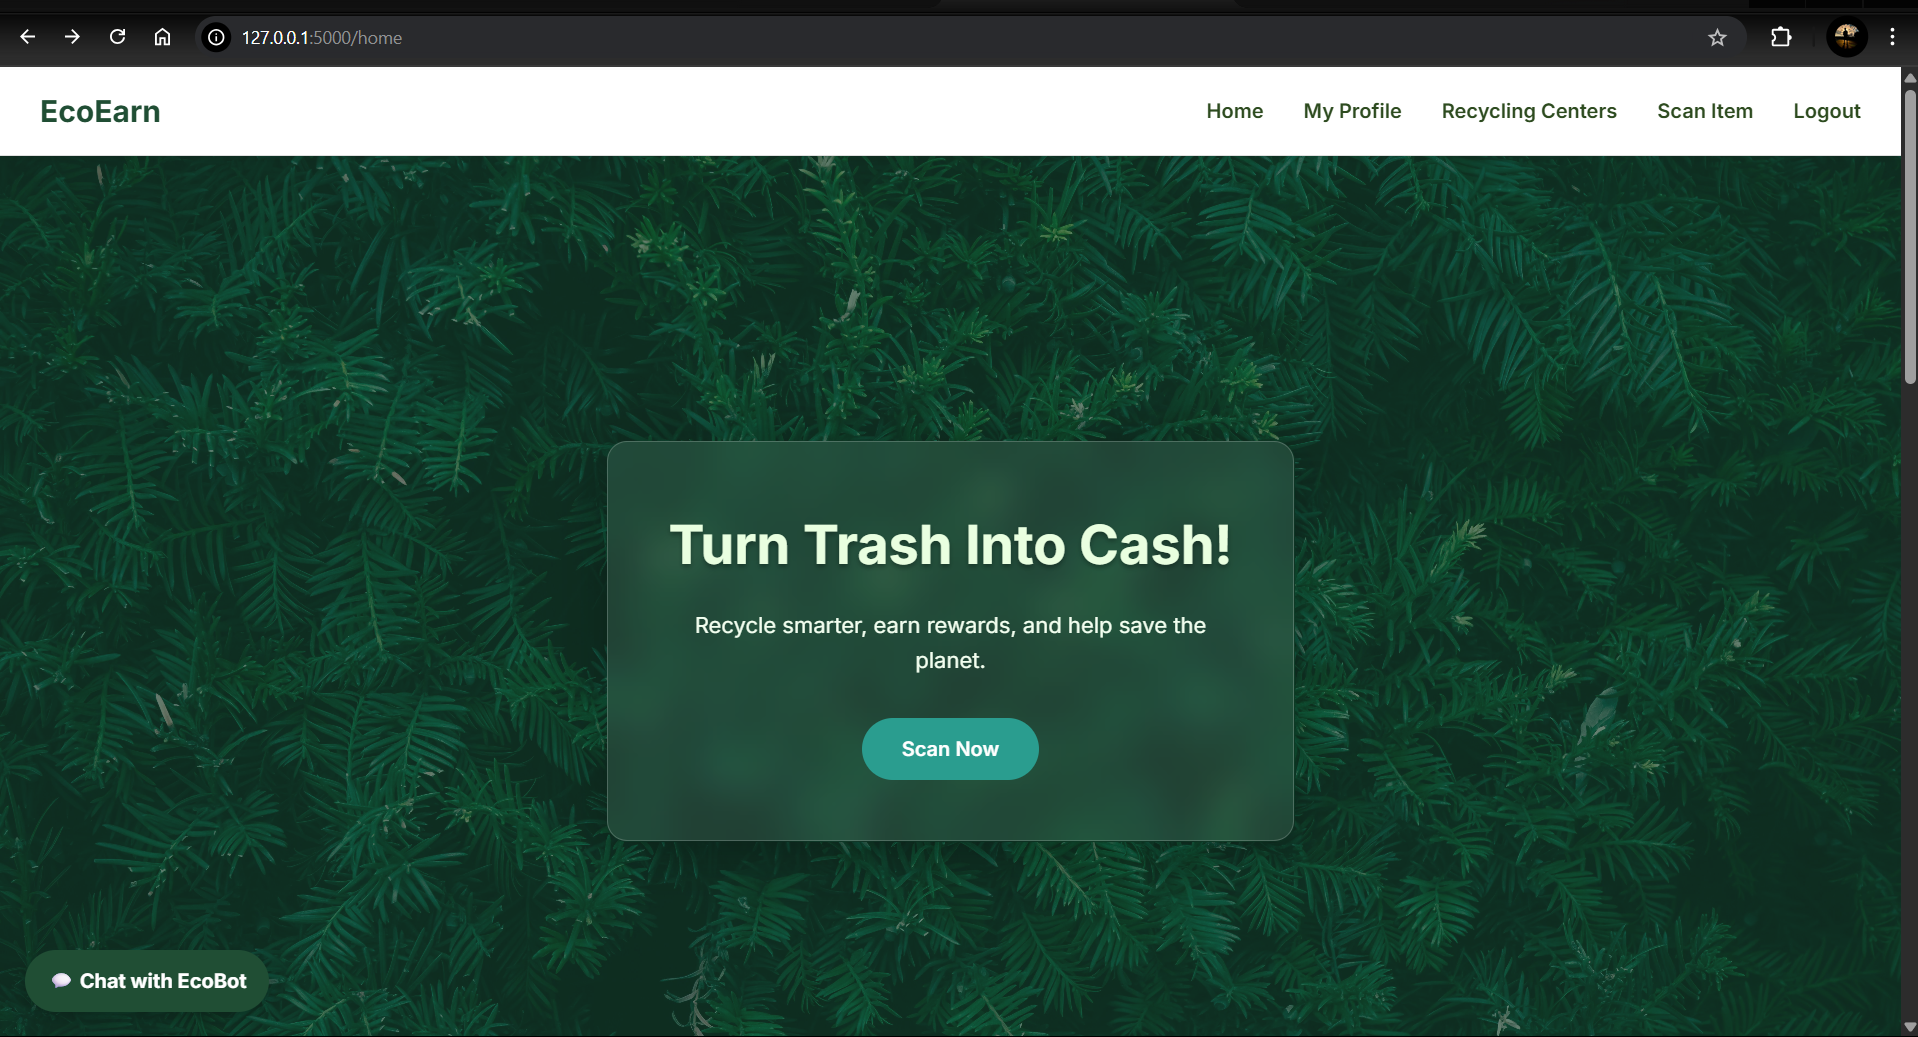 127.0.0.1:5000/home
EcoEarn
Home My Profile Recycling Centers Scan Item Logout
Turn Trash Into Cash!
Recycle smarter, earn rewards, and help save the
planet.
Scan Now
Chat with EcoBot